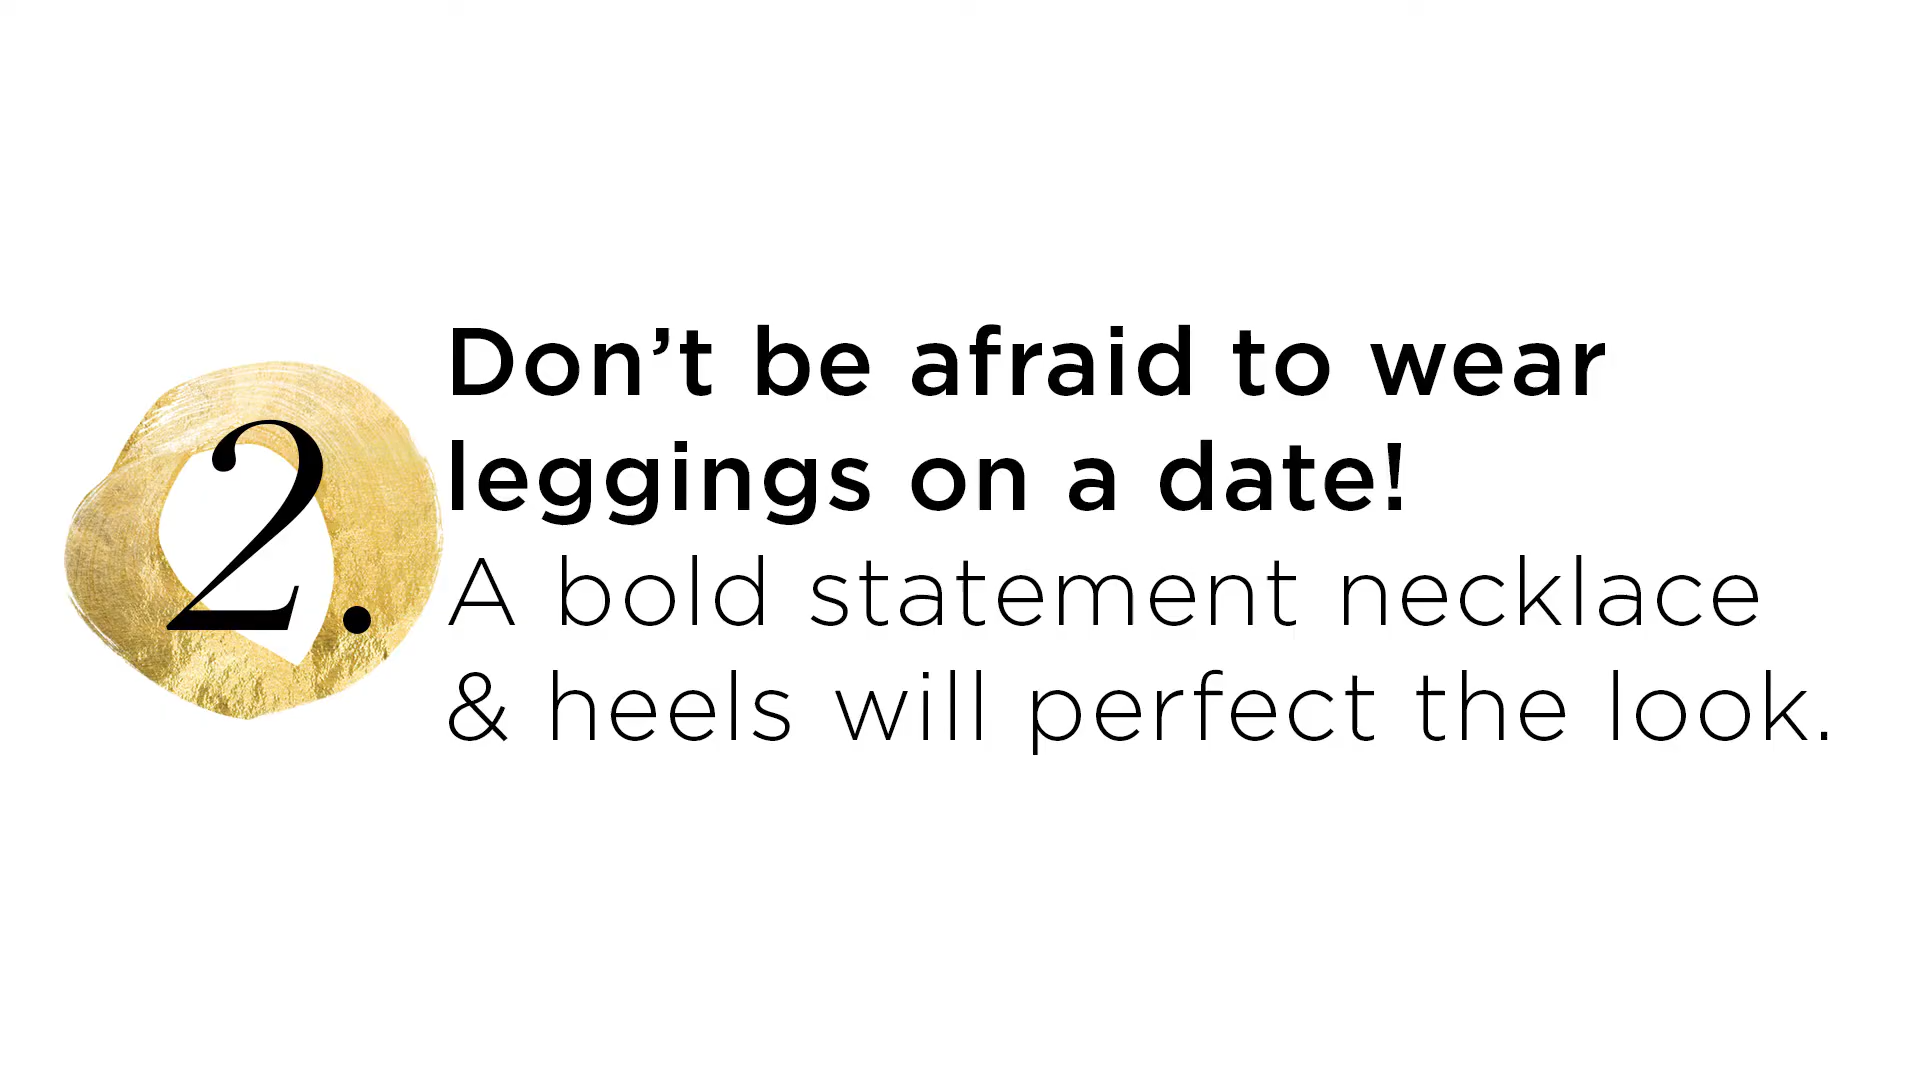 2.
Don’t be afraid to wear
leggings on a date!
A bold statement necklace
& heels will perfect the look.